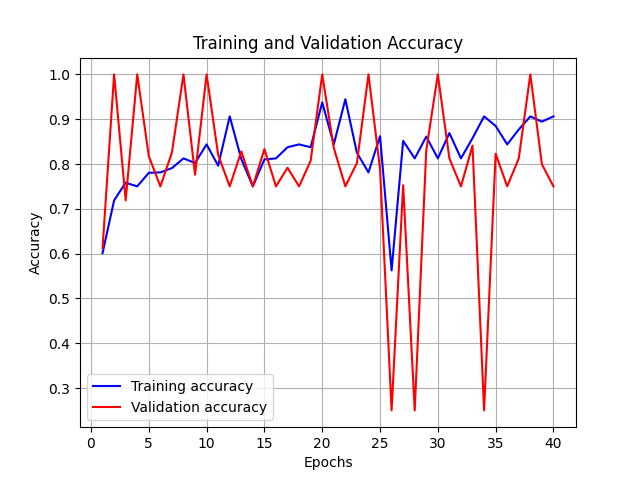 Training and Validation Accuracy
1.0
0.9
0.8
0.7
0.6
0.5
0.4
0.3
Accuracy
Training accuracy
Validation accuracy
0 5 10 15 20 25 30 35 40
Epochs